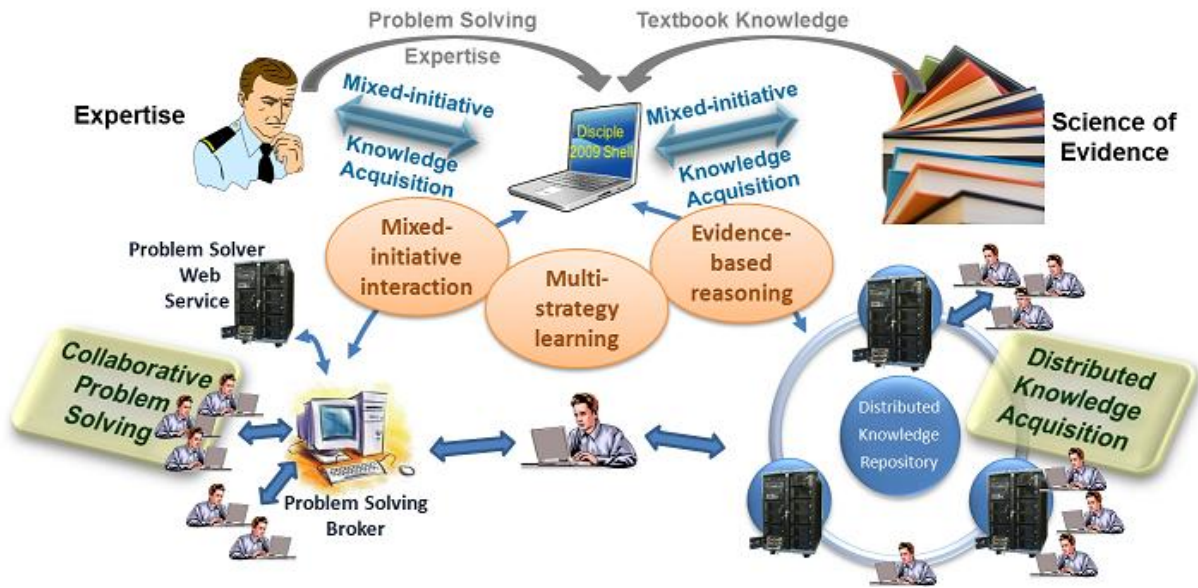 Problem Solving
Expertise
Textbook Knowledge
Expertise
Mixed-initiative
Knowledge
Acquisition
Disciple
2009 Shell
Mixed-initiative
Knowledge
Acquisition
Science of
Evidence
Mixed-
initiative
interaction
Multi-
strategy
learning
Evidence-
based
reasoning
Problem Solver
Web
Service
Collaborative
Problem
Solving
Problem Solving
Broker
Distributed
Knowledge
Repository
Distributed
Knowledge
Acquisition